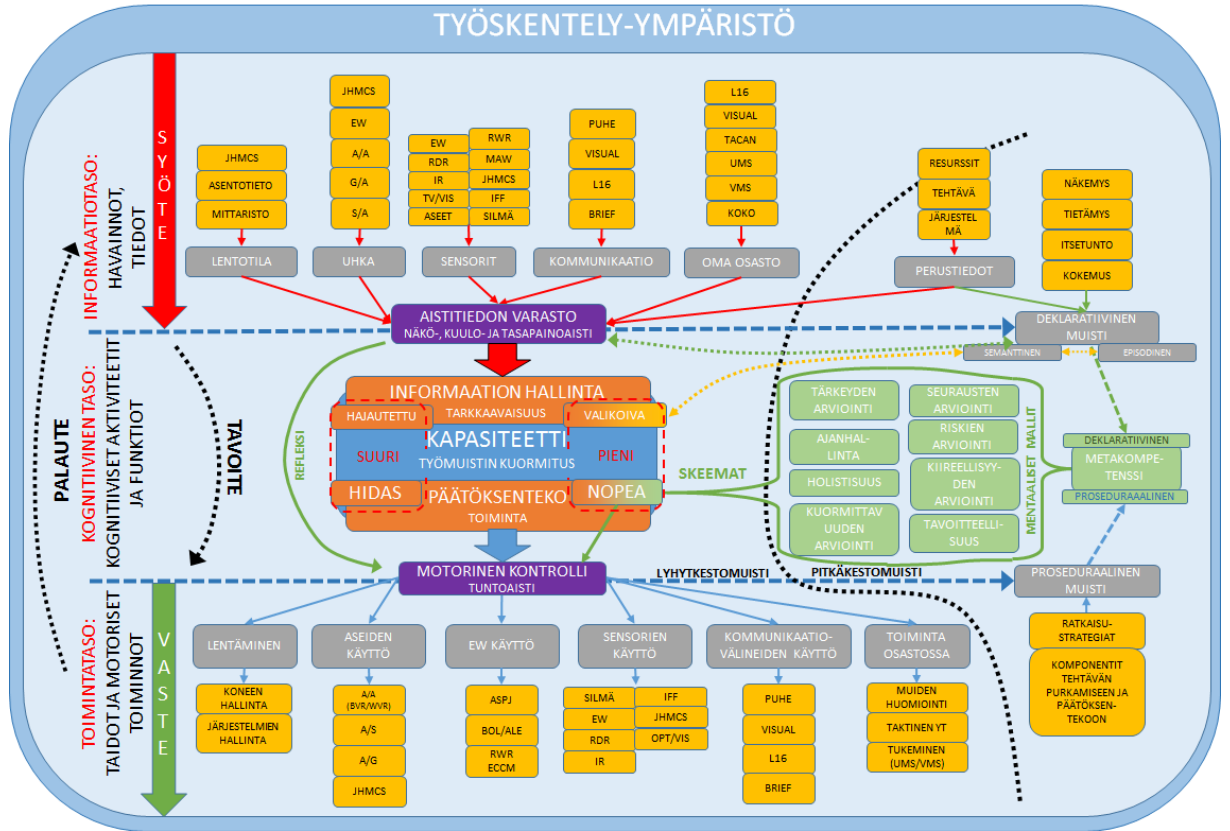 TYÖSKENTELY-YMPÄRISTÖ
INFORMAATIOTASO:
HAVAINNOT,
TIEDOT
SYÖTE
JHMCS
ASENTOTIETO
MITTARISTO
LENTOTILA
JHMCS
EW
A/A
G/A
S/A
UHKA
EW
RDR
IR
TV/VIS
ASEET
RWR
MAW
JHMCS
IFF
SILMÄ
SENSORIT
PUHE
VISUAL
L16
BRIEF
KOMMUNIKAATIO
L16
VISUAL
TACAN
UMS
VMS
KOKO
OMA OSASTO
RESURSSIT
TEHTÄVÄ
JÄRJESTEL
MÄ
PERUSTIEDOT
NÄKEMYS
TIETÄMYS
ITSETUNTO
KOKEMUS
AISTITIEDON VARASTO
NÄKÖ-, KUULO- JA TASAPAINOAISTI
DEKLARATIIVINEN
MUISTI
SEMANTTINEN
EPISODINEN
PALAUTE
KOGNITIIVINEN TASO:
KOGNITIIVISET AKTIVITEETIT
JA FUNKTIOT
TAVOITE
REFLEKSI
INFORMAATION HALLINTA
HAJAUTETTU
TARKKAAVAISUUS
VALIKOIVA
KAPASITEETTI
SUURI
TYÖMUISTIN KUORMITUS
PIENI
HIDAS
PÄÄTÖKSENTEKO
NOPEA
TOIMINTA
SKEEMAT
TÄRKEYDEN
ARVIOINTI
AJANHAL-
LINTA
HOLISTISUUS
KUORMITTAV
UUDEN
ARVIOINTI
SEURAUSTEN
ARVIOINTI
RISKIEN
ARVIOINTI
KIIREELLISYY-
DEN
ARVIOINTI
TAVOITTEELLI-
SUUS
MENTAALISET MALLIT
DEKLARATIIVINEN
METAKOMPE-
TENSSI
PROSEDURAAALINEN
MOTORINEN KONTROLLI
TUNTOAISTI
LYHYTKESTOMUISTI
PITKÄKESTOMUISTI
PROSEDURAALINEN
MUISTI
TOIMINTATASO:
TAIDOT JA MOTORISET
TOIMINNOT
VASTE
LENTÄMINEN
KONEEN
HALLINTA
JÄRJESTELMIEN
HALLINTA
ASEIDEN
KÄYTTÖ
A/A
(BVR/WVR)
A/S
A/G
JHMCS
EW KÄYTTÖ
ASPJ
BOL/ALE
RWR
ECCM
SENSORIEN
KÄYTTÖ
SILMÄ
EW
RDR
IR
IFF
JHMCS
OPT/VIS
KOMMUNIKAATIO-
VÄLINEIDEN KÄYTTÖ
PUHE
VISUAL
L16
BRIEF
TOIMINTA
OSASTOSSA
MUIDEN
HUOMIOINTI
TAKTINEN YT
TUKEMINEN
(UMS/VMS)
RATKAISU-
STRATEGIAT
KOMPONENTIT
TEHTÄVÄN
PURKAMISEEN JA
PÄÄTÖKSEN-
TEKOON